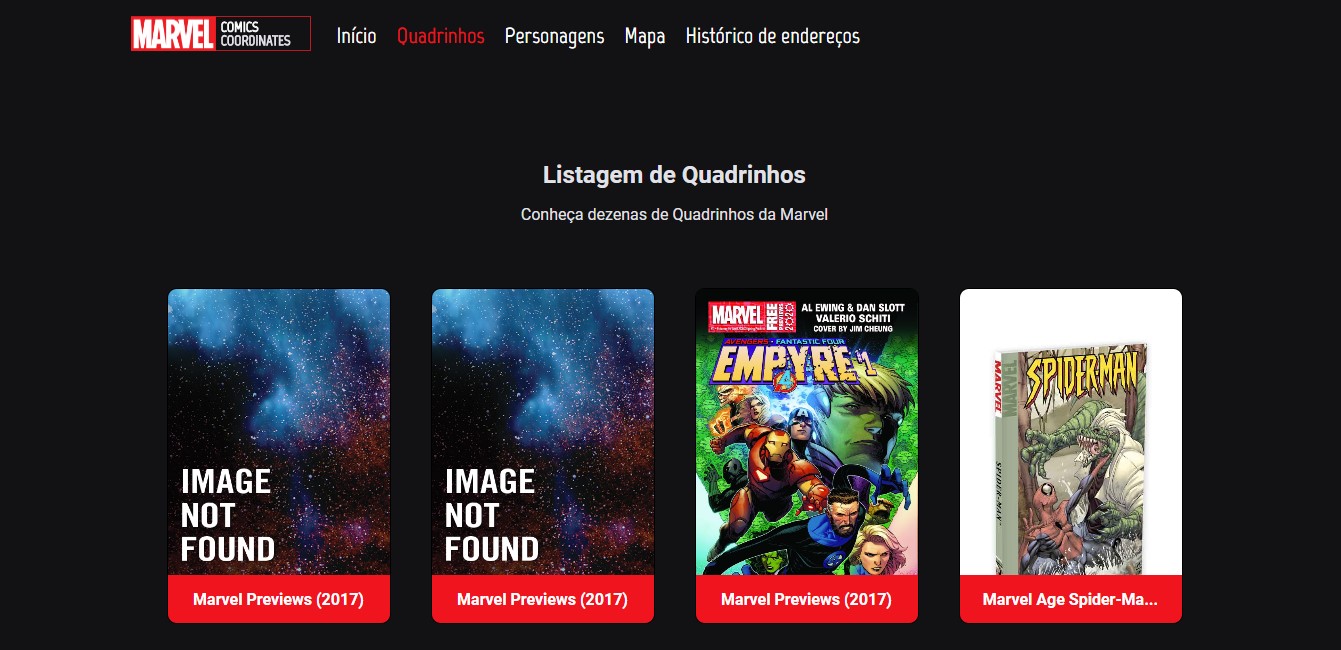 MARVEL COMICS COORDINATES
Início Quadrinhos Personagens Mapa Histórico de endereços
Listagem de Quadrinhos
Conheça dezenas de Quadrinhos da Marvel
IMAGE
NOT
FOUND
Marvel Previews (2017)
IMAGE
NOT
FOUND
Marvel Previews (2017)
MARVEL FREE PREVIEWS 2020
AL EWING & DAN SLOTT
VALERIO SCHITI
COVER BY JIM CHEUNG
AVENGERS • FANTASTIC FOUR
EMPYRE #1
4
Marvel Previews (2017)
MARVEL
MARVEL
SPIDER-MAN
SPIDER-MAN
Marvel Age Spider-Ma...